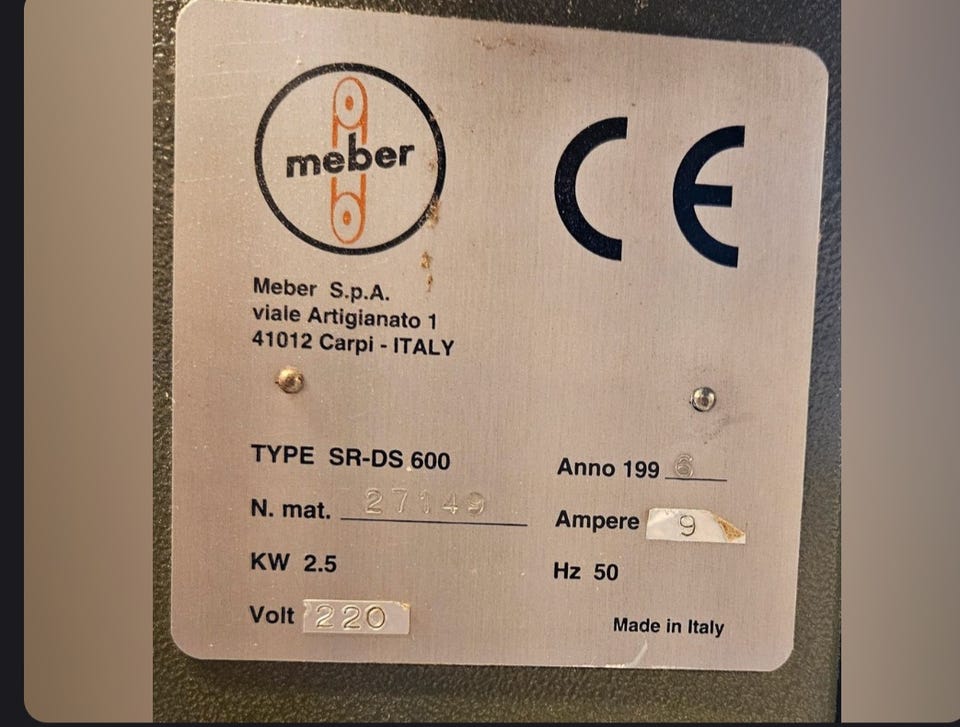 meber
CE
Meber S.p.A.
viale Artigianato 1
41012 Carpi - ITALY
TYPE SR-DS 600
Anno 1996
N. mat. 27149
Ampere 9
KW 2.5
Hz 50
Volt 220
Made in Italy